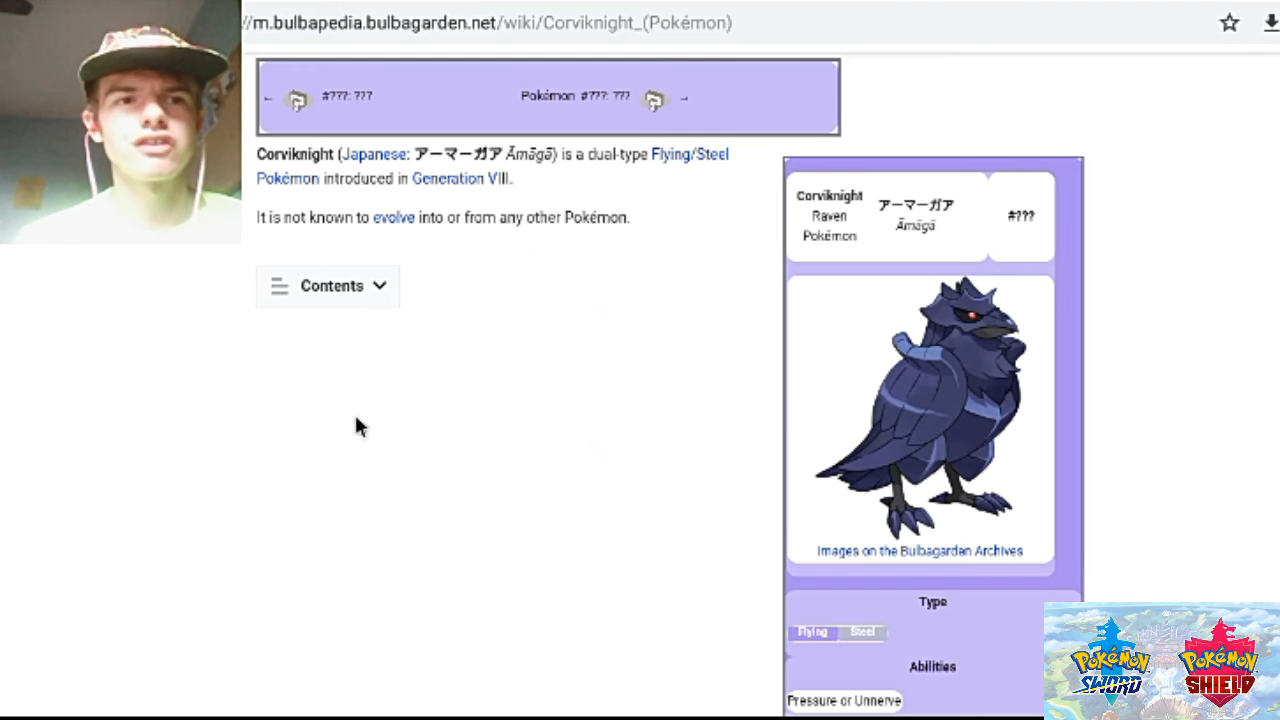 //m.bulbapedia.bulbagarden.net/wiki/Corviknight_(Pokémon)
← #???: ??? Pokémon #???: ??? →
Corviknight (Japanese: アーマーガア Āmāgā) is a dual-type Flying/Steel
Pokémon introduced in Generation VIII.
It is not known to evolve into or from any other Pokémon.
Contents
Corviknight
Raven
Pokémon
アーマーガア
Āmāgā
#???
Images on the Bulbagarden Archives
Type
Flying Steel
Abilities
Pressure or Unnerve
POKÉMON
SWORD
POKÉMON
SHIELD